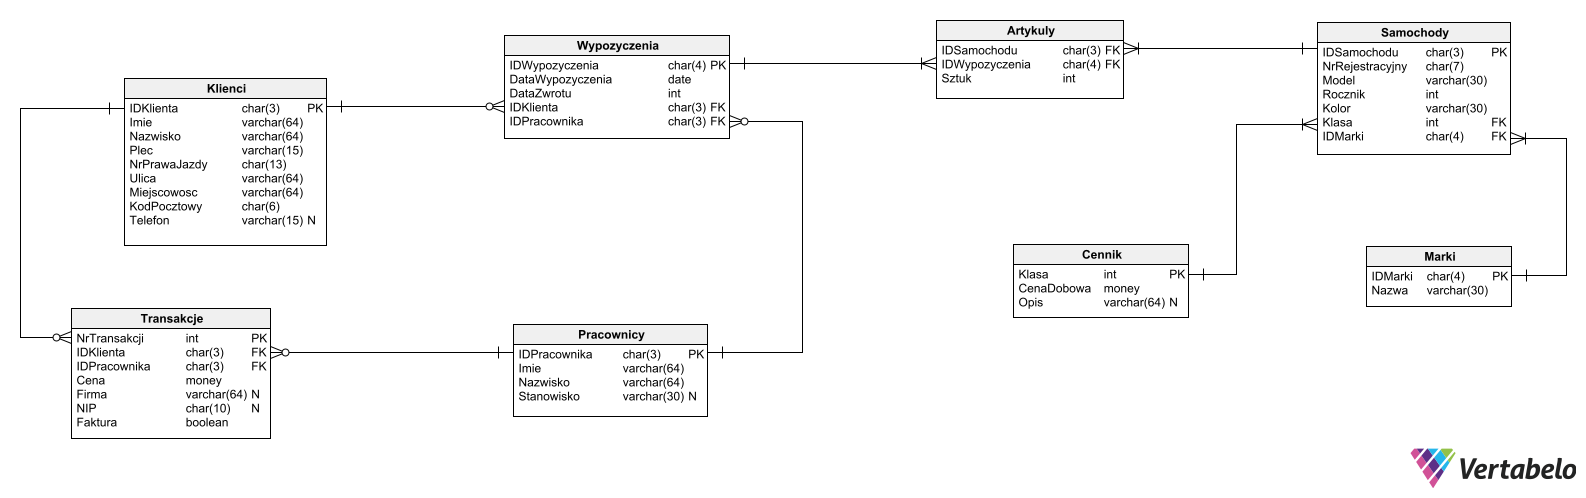 Klienci
IDKlienta char(3) PK
Imie varchar(64)
Nazwisko varchar(64)
Plec varchar(15)
NrPrawaJazdy char(13)
Ulica varchar(64)
Miejscowosc varchar(64)
KodPocztowy char(6)
Telefon varchar(15) N
Wypozyczenia
IDWypozyczenia char(4) PK
DataWypozyczenia date
DataZwrotu int
IDKlienta char(3) FK
IDPracownika char(3) FK
Artykuly
IDSamochodu char(3) FK
IDWypozyczenia char(4) FK
Sztuk int
Samochody
IDSamochodu char(3) PK
NrRejestracyjny char(7)
Model varchar(30)
Rocznik int
Kolor varchar(30)
Klasa int FK
IDMarki char(4) FK
Cennik
Klasa int PK
CenaDobowa money
Opis varchar(64) N
Marki
IDMarki char(4) PK
Nazwa varchar(30)
Transakcje
NrTransakcji int PK
IDKlienta char(3) FK
IDPracownika char(3) FK
Cena money
Firma varchar(64) N
NIP char(10) N
Faktura boolean
Pracownicy
IDPracownika char(3) PK
Imie varchar(64)
Nazwisko varchar(64)
Stanowisko varchar(30) N
Vertabelo